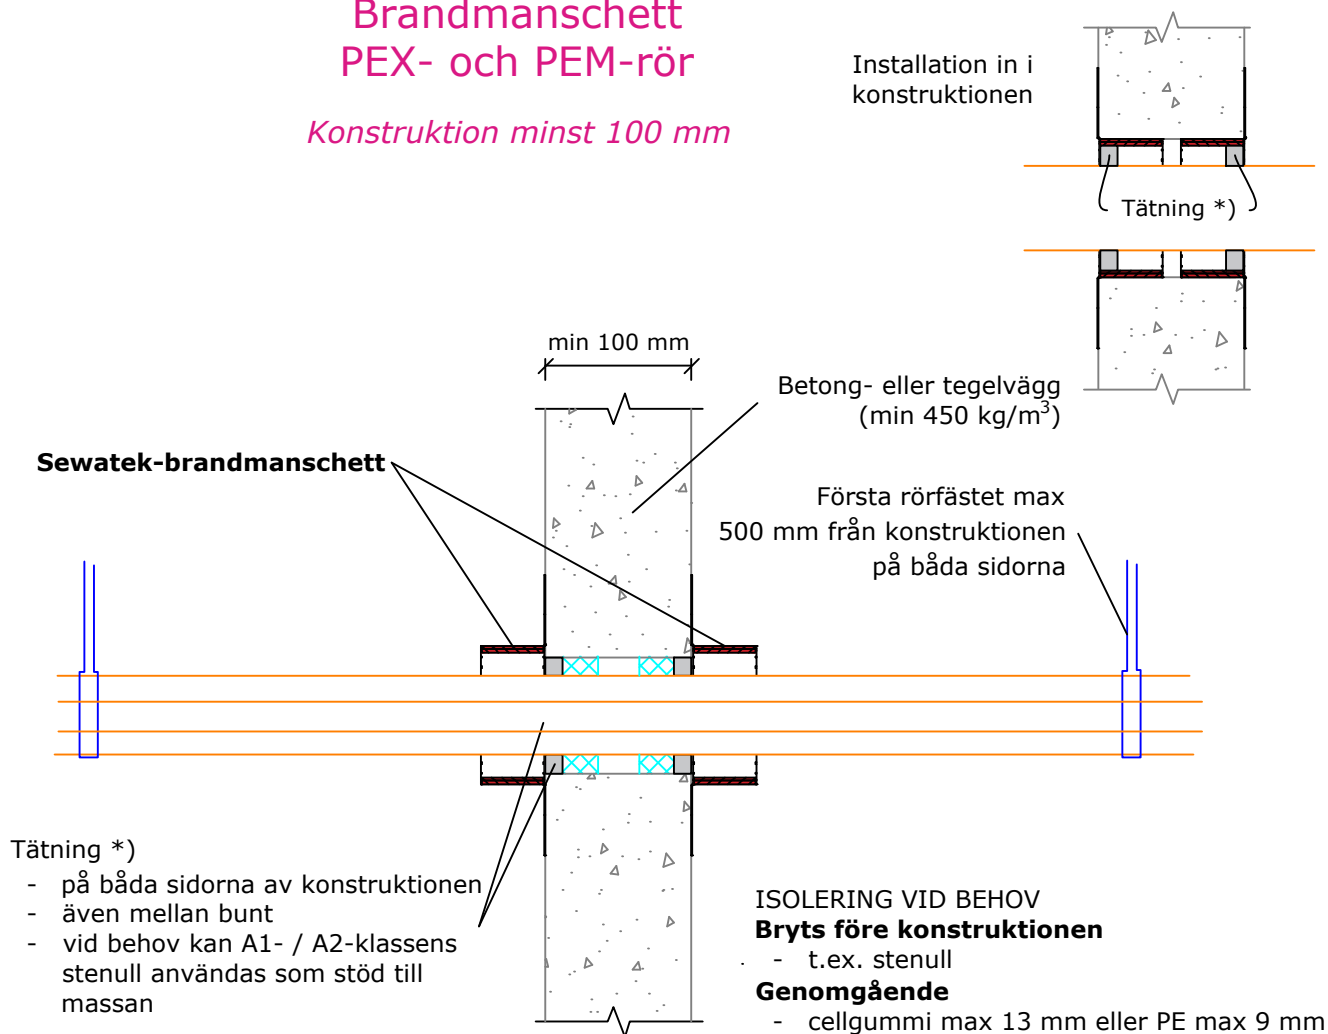 Brandmanschett
PEX- och PEM-rör
Konstruktion minst 100 mm
Installation in i
konstruktionen
Tätning *)
min 100 mm
Betong- eller tegelvägg
(min 450 kg/m³)
Sewatek-brandmanschett
Första rörfästet max
500 mm från konstruktionen
på båda sidorna
Tätning *)
- på båda sidorna av konstruktionen
- även mellan bunt
- vid behov kan A1- / A2-klassens
stenull användas som stöd till
massan
ISOLERING VID BEHOV
Bryts före konstruktionen
- t.ex. stenull
Genomgående
- cellgummi max 13 mm eller PE max 9 mm